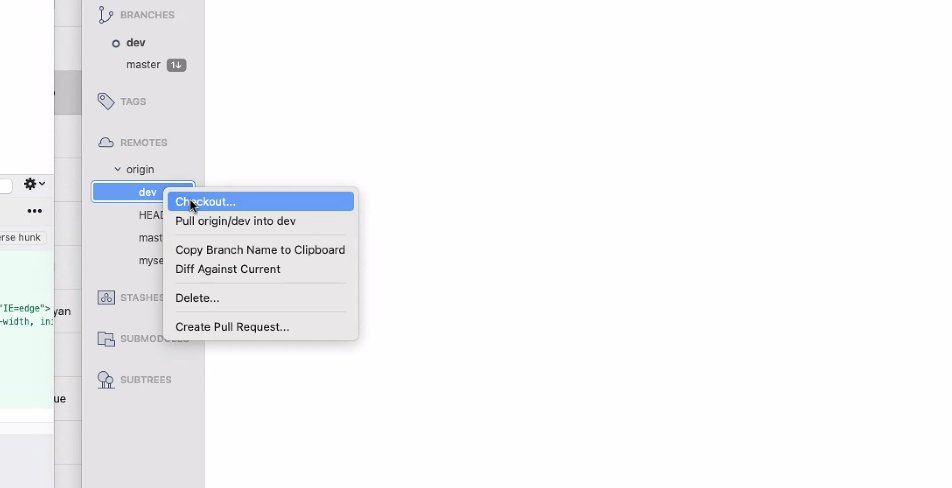 BRANCHES
dev
master
1↓
TAGS
REMOTES
origin
dev
Checkout...
HEAD
Pull origin/dev into dev
mast
Copy Branch Name to Clipboard
myse
Diff Against Current
STASHES
Delete...
Create Pull Request...
SUBMODULES
SUBTREES
erse hunk
"IE=edge">
-width, ini
yan
ue